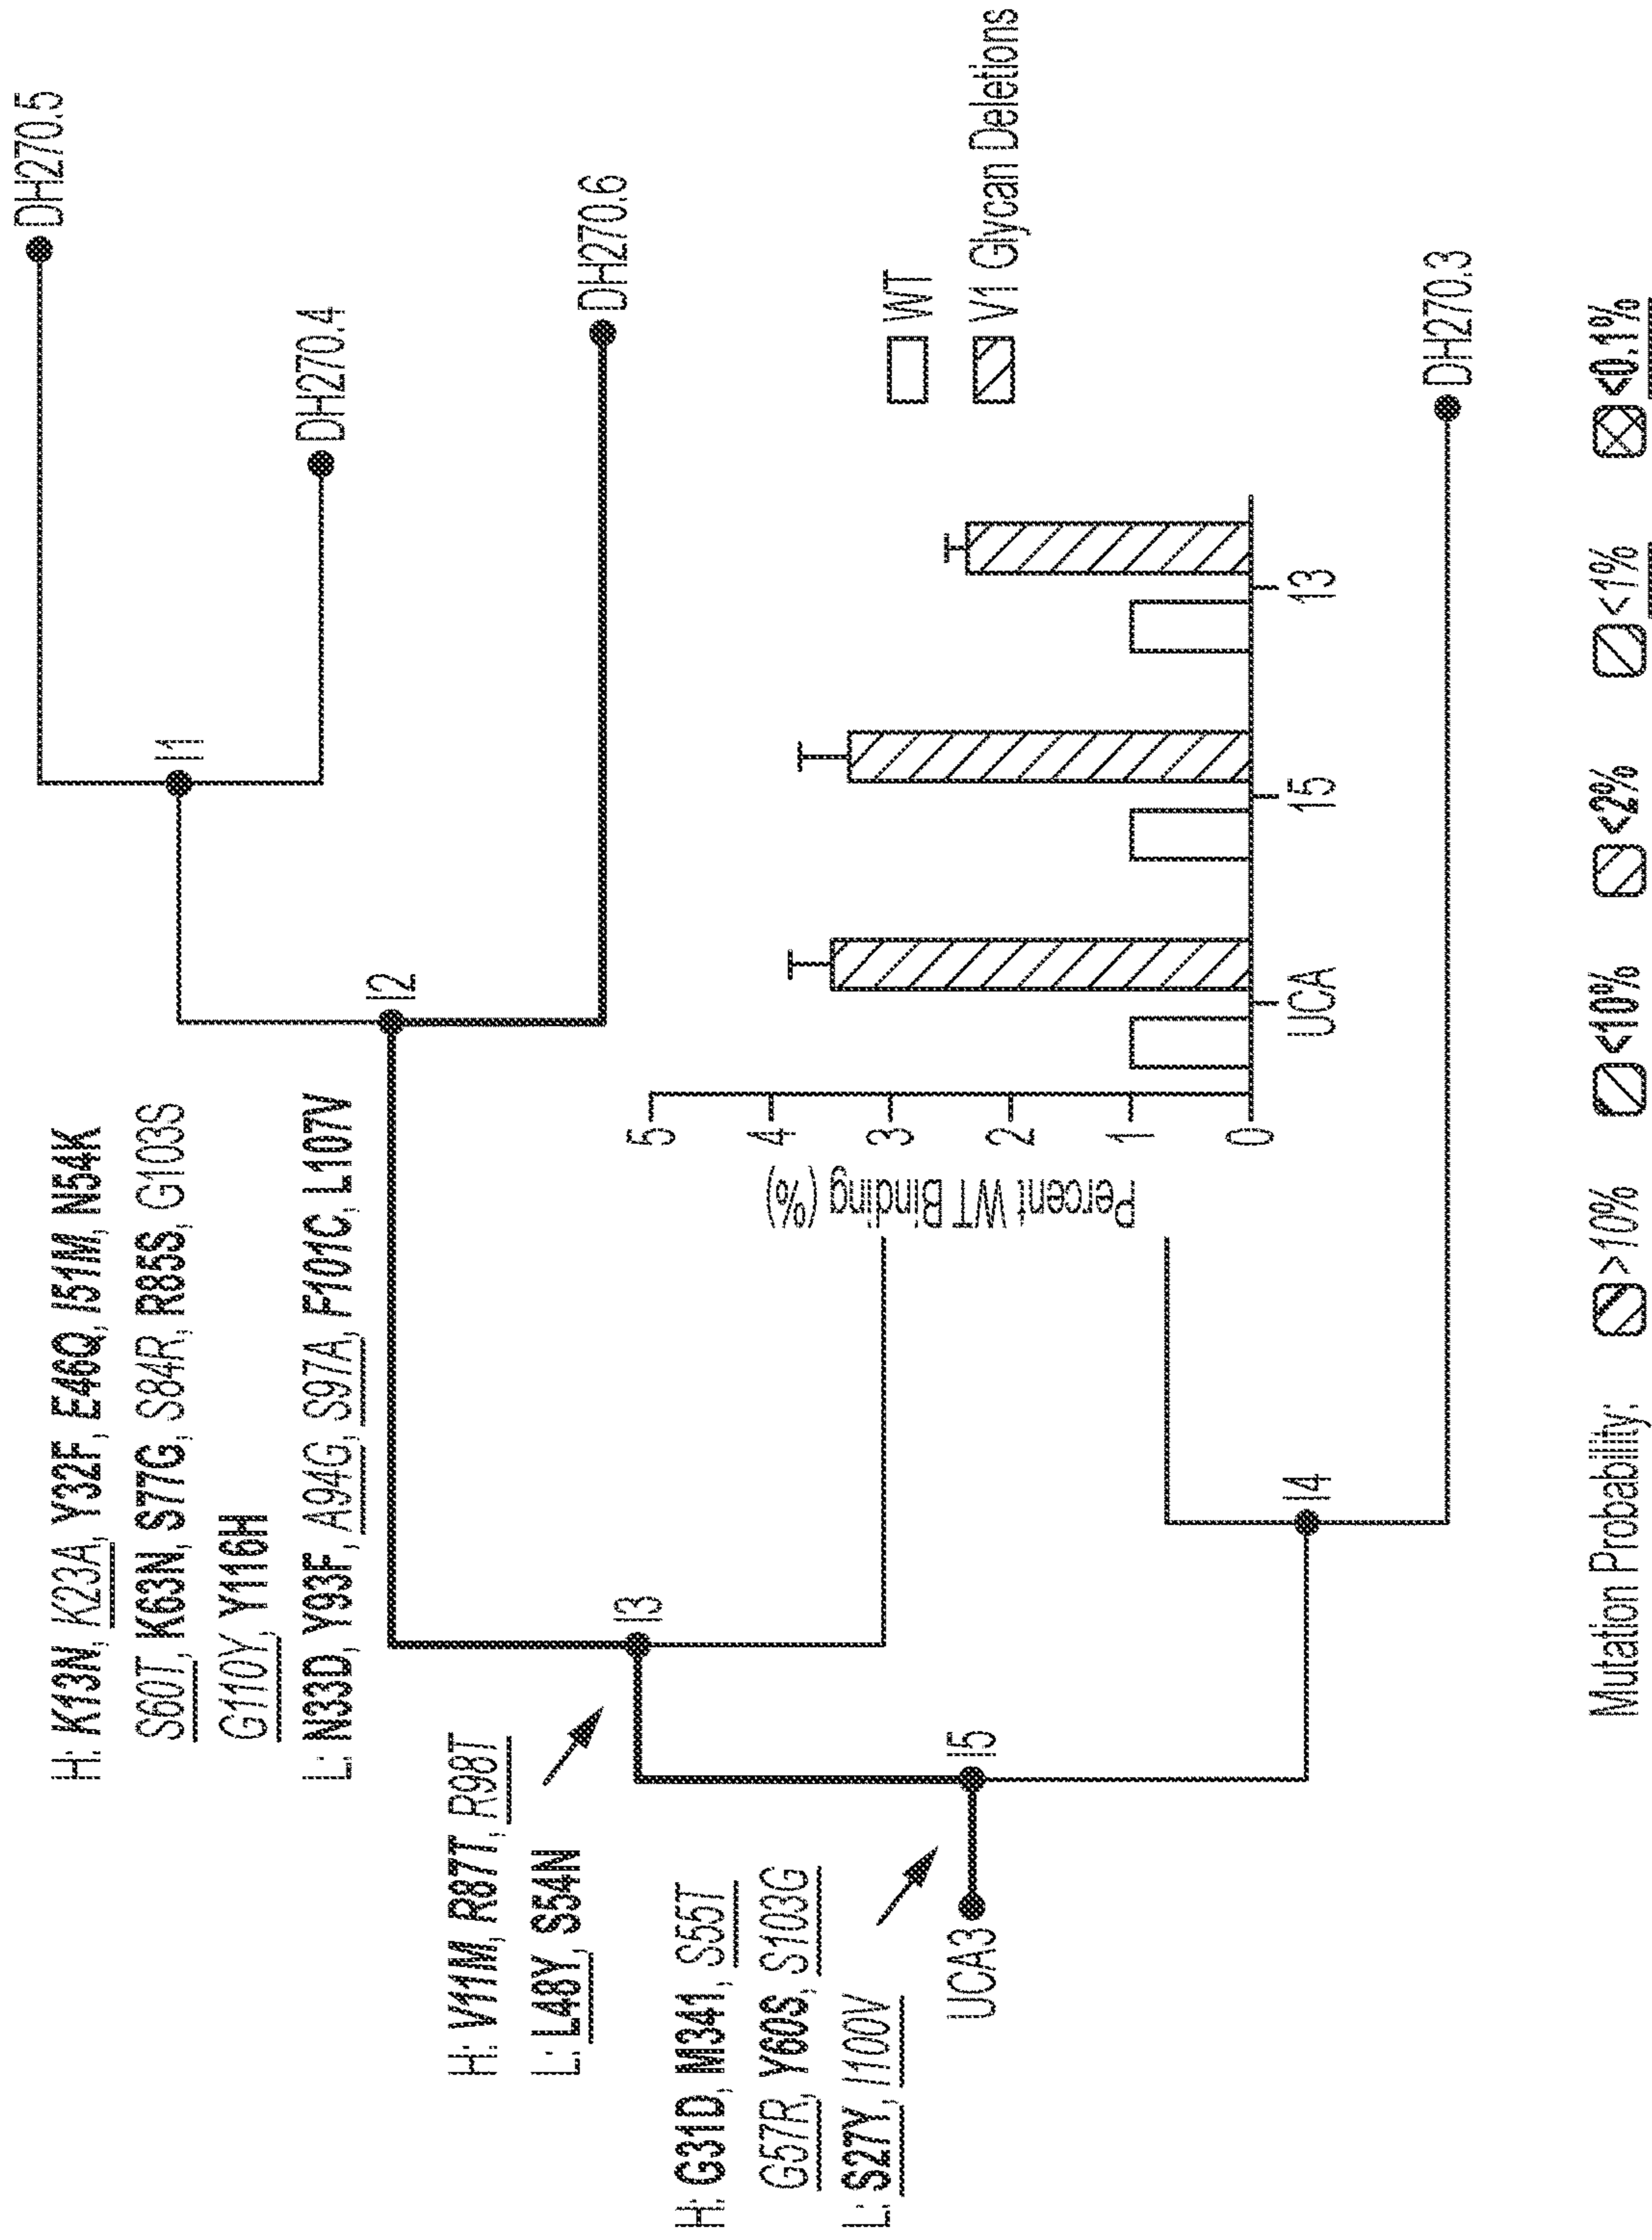 DH270.5
I1
DH270.4
H: K13N, K23A, Y32F, E46Q, I51M, N54K
S60T, K63N, S77G, S84R, R85S, G103S
G110Y, Y116H
L: N33D, Y93F, A94G, S97A, F101C, L107V
I2
DH270.6
H: V11M, R87T, R98T
L: L48Y, S54N
I3
H: G31D, M341, S55T
G57R, Y60S, S103G
L: S27Y, I100V
UCA3
I5
I4
DH270.3
Percent WT Binding (%)
5
4
3
2
1
0
UCA
15
13
WT
V1 Glycan Deletions
Mutation Probability: >10% <10% <2% <1% <0.1%